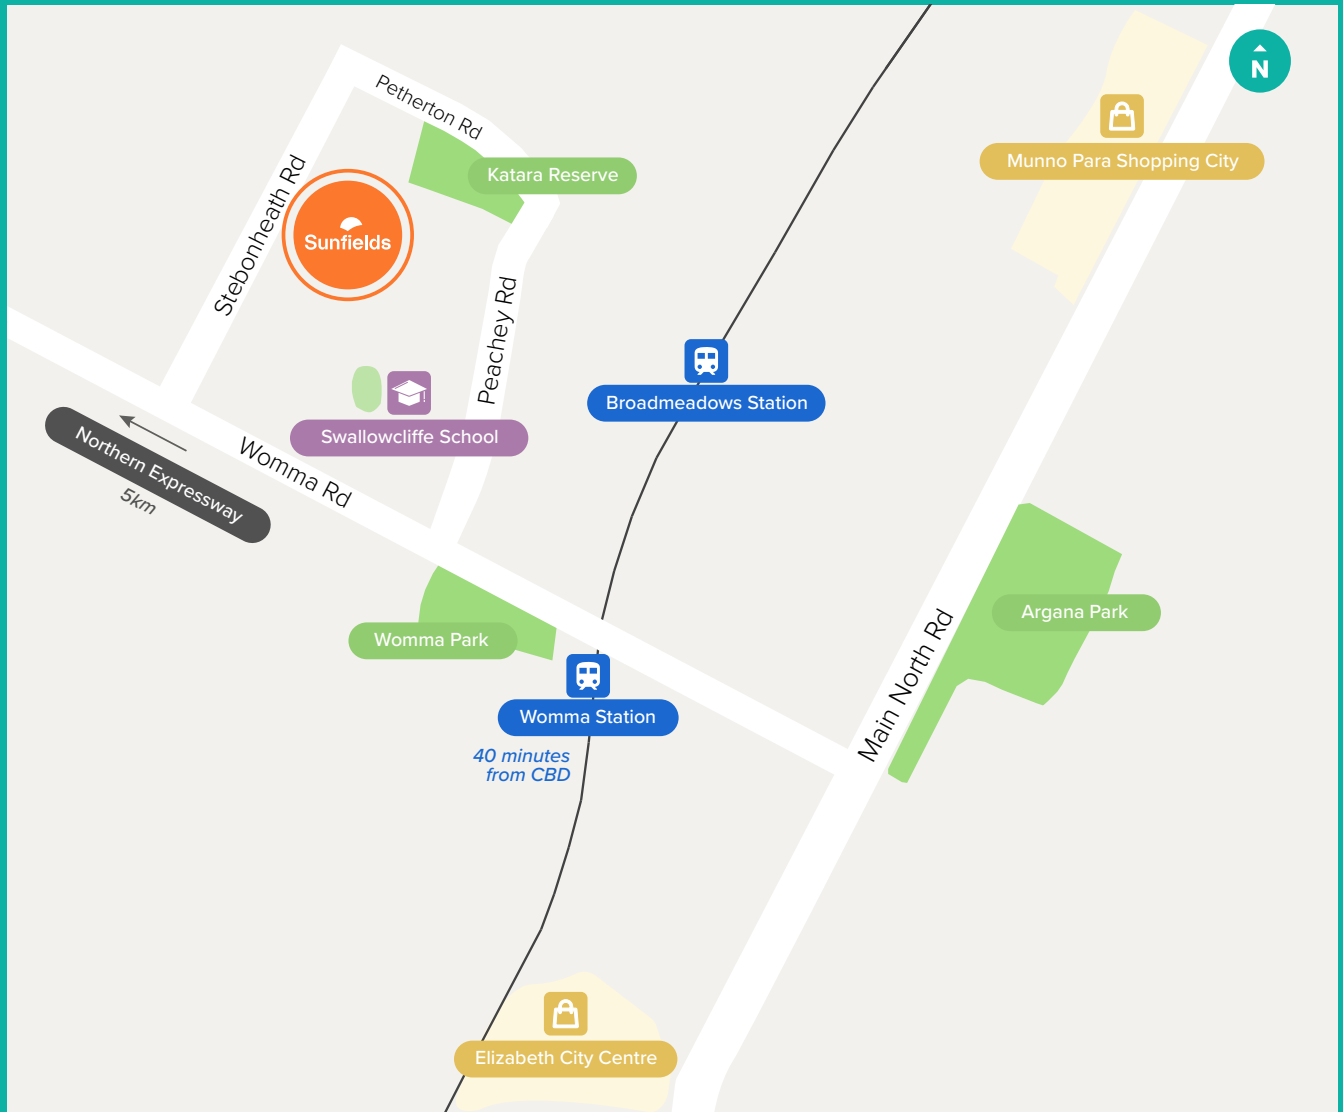 N
Petherton Rd
Munno Para Shopping City
Katara Reserve
Stebonheath Rd
Sunfields
Peachey Rd
Broadmeadows Station
Swallowcliffe School
Northern Expressway
5km
Womma Rd
Argana Park
Womma Park
Main North Rd
Womma Station
40 minutes
from CBD
Elizabeth City Centre